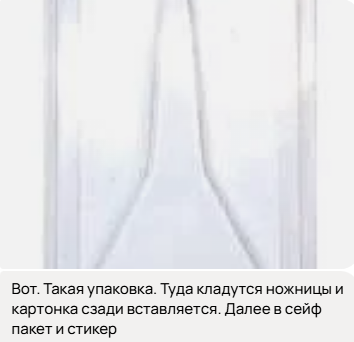 Вот. Такая упаковка. Туда кладутся ножницы и
картонка сзади вставляется. Далее в сейф
пакет и стикер